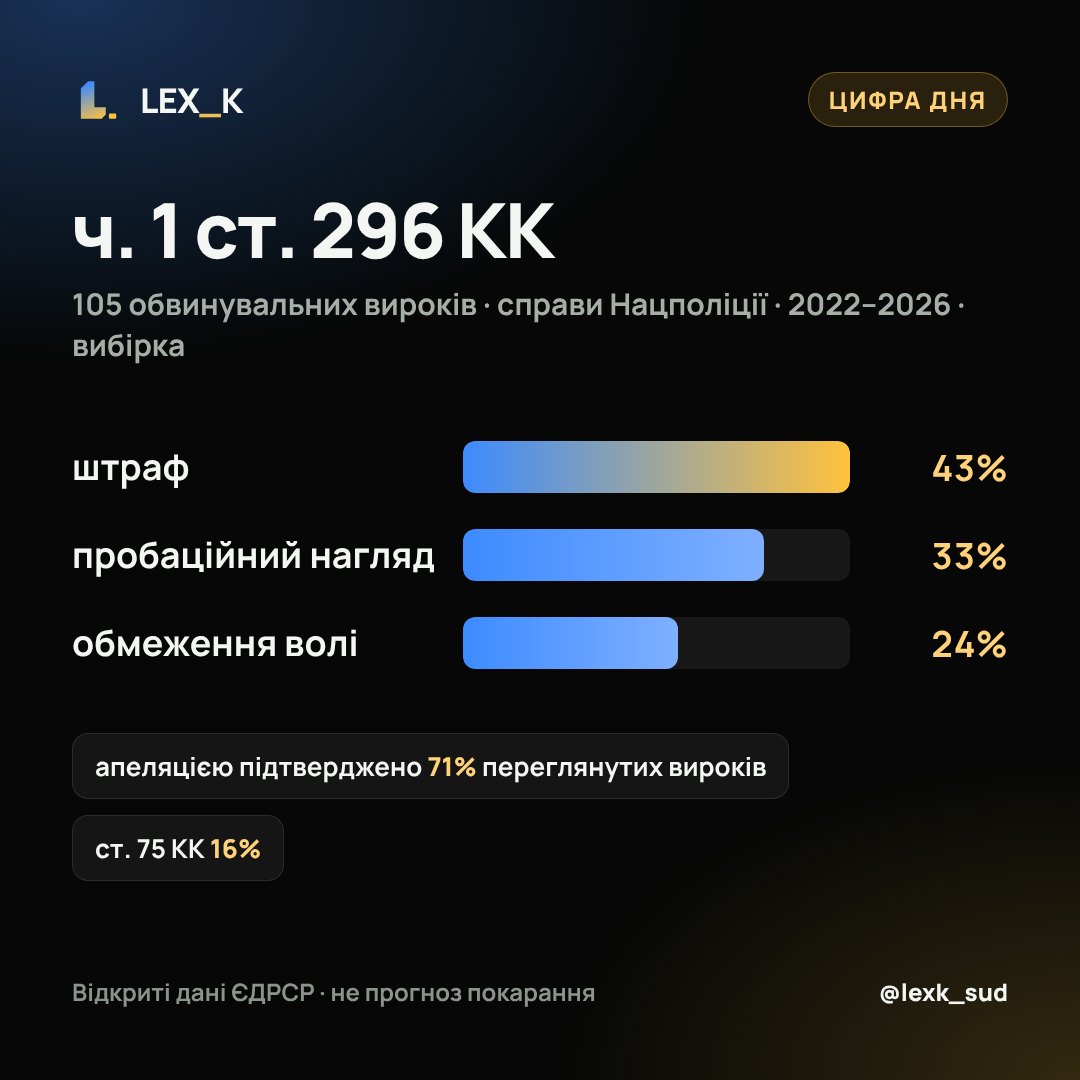 LEX_K
ЦИФРА ДНЯ
ч. 1 ст. 296 КК
105 обвинувальних вироків · справи Нацполіції · 2022–2026 ·
вибірка
штраф 43%
пробаційний нагляд 33%
обмеження волі 24%
апеляцією підтверджено 71% переглянутих вироків
ст. 75 КК 16%
Відкриті дані ЄДРСР · не прогноз покарання
@lexk_sud